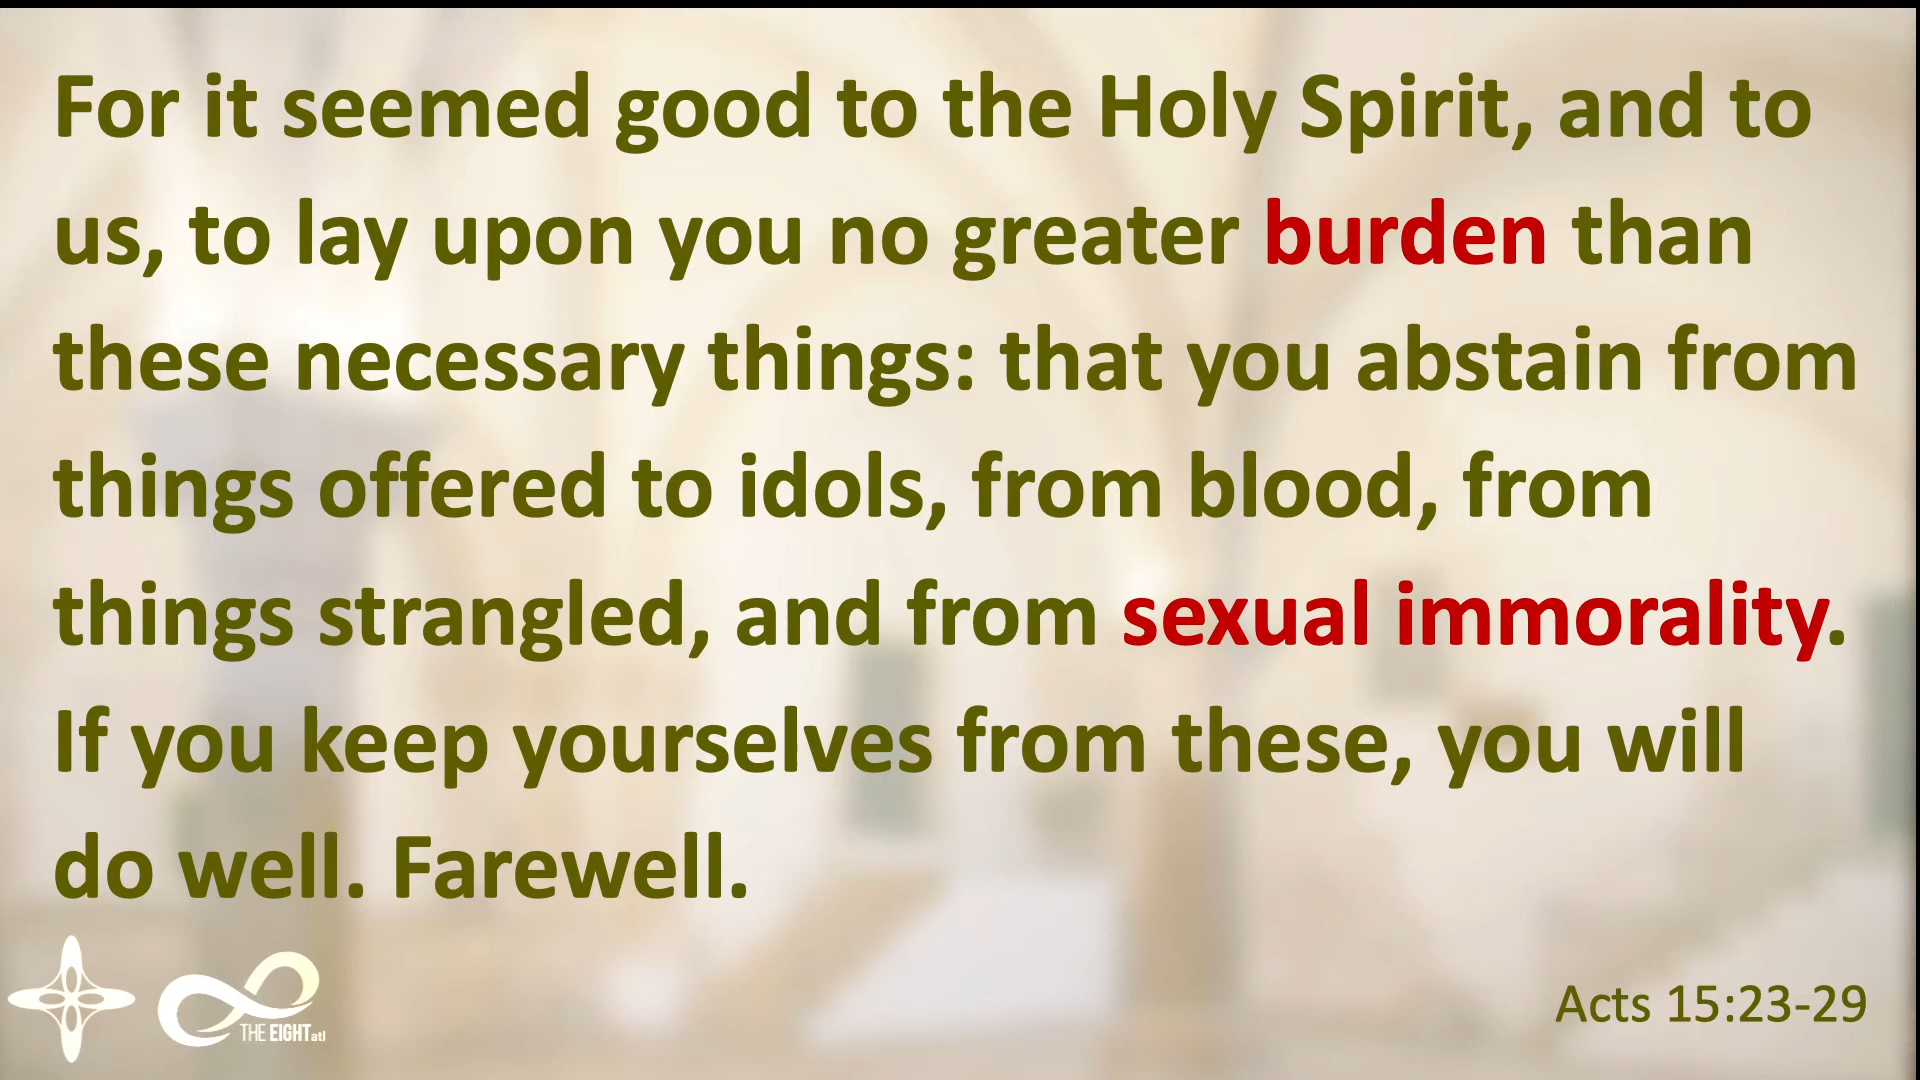 For it seemed good to the Holy Spirit, and to
us, to lay upon you no greater burden than
these necessary things: that you abstain from
things offered to idols, from blood, from
things strangled, and from sexual immorality.
If you keep yourselves from these, you will
do well. Farewell.
THE EIGHTatl
Acts 15:23-29